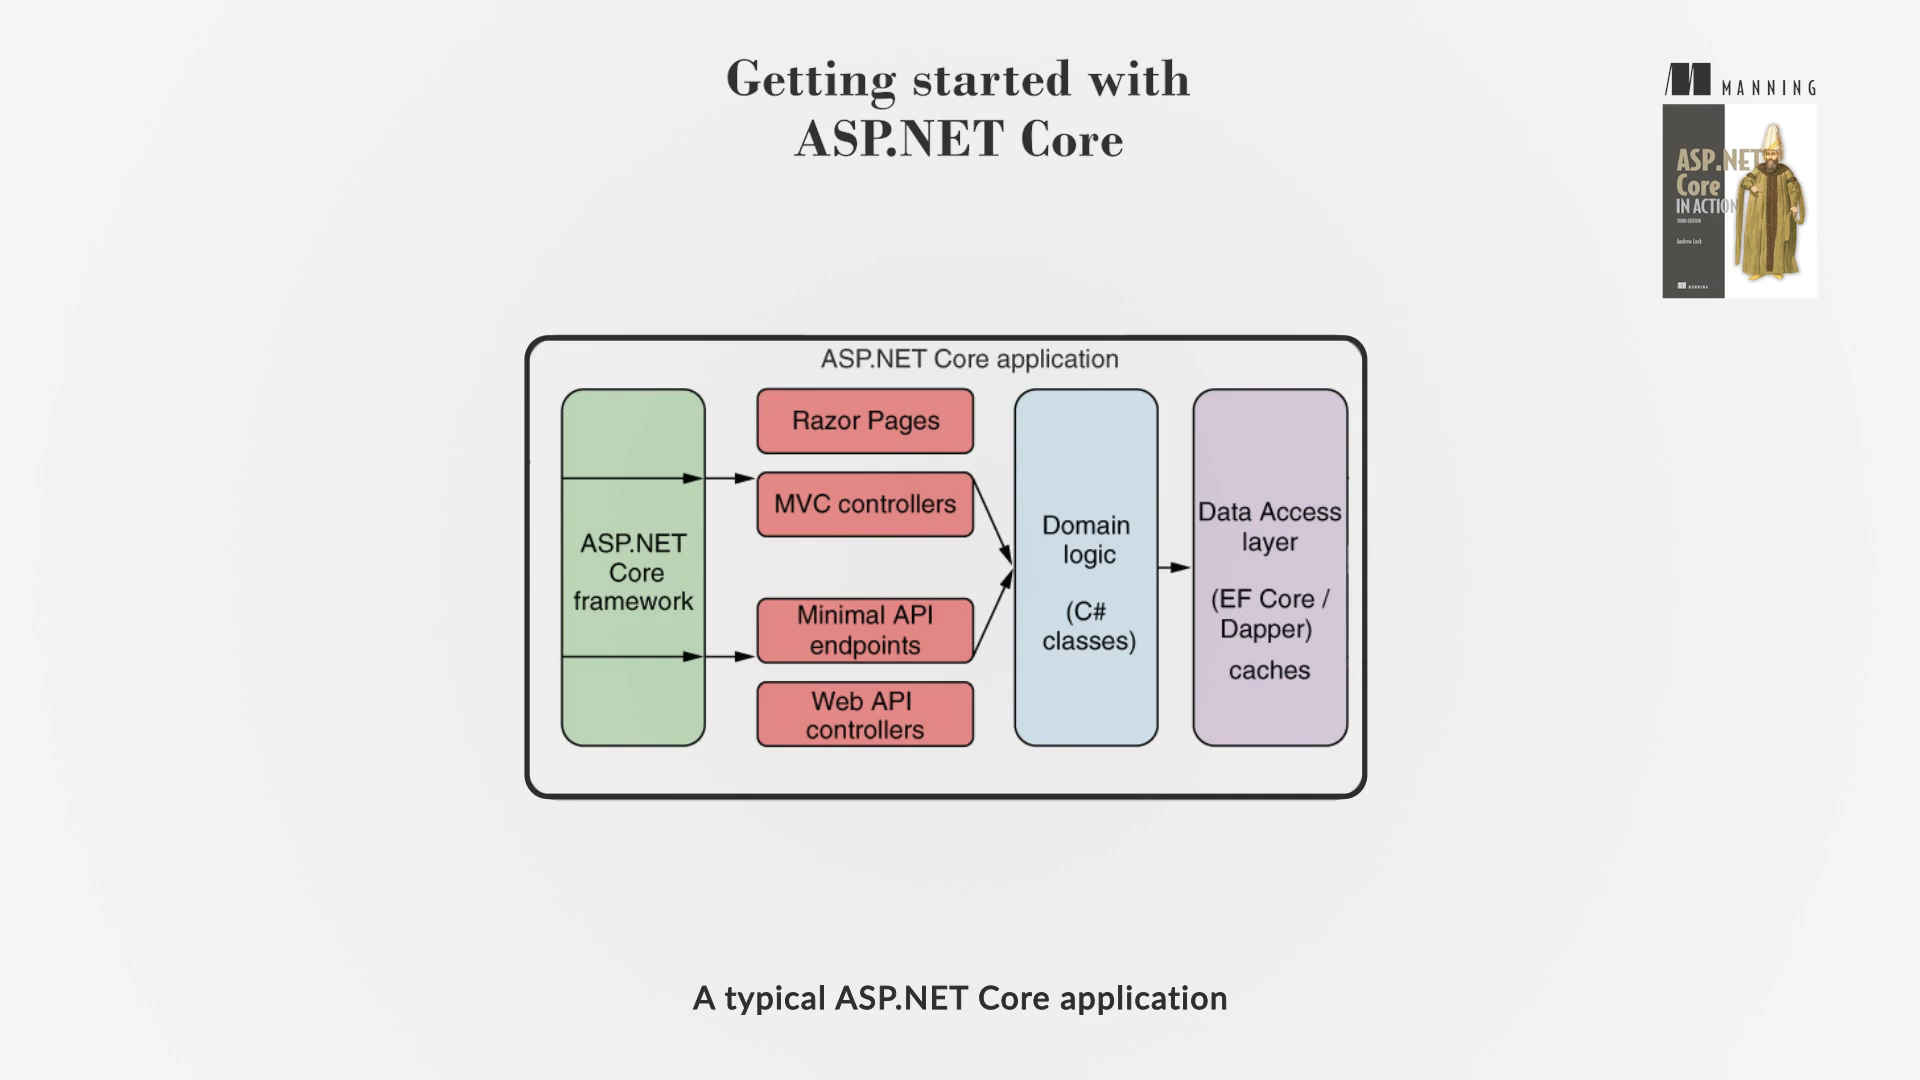 Getting started with
ASP.NET Core
MANNING
ASP.NET
Core
IN ACTION
THIRD EDITION
Andrew Lock
MANNING
ASP.NET Core application
ASP.NET
Core
framework
Razor Pages
MVC controllers
Minimal API
endpoints
Web API
controllers
Domain
logic
(C#
classes)
Data Access
layer
(EF Core /
Dapper)
caches
A typical ASP.NET Core application